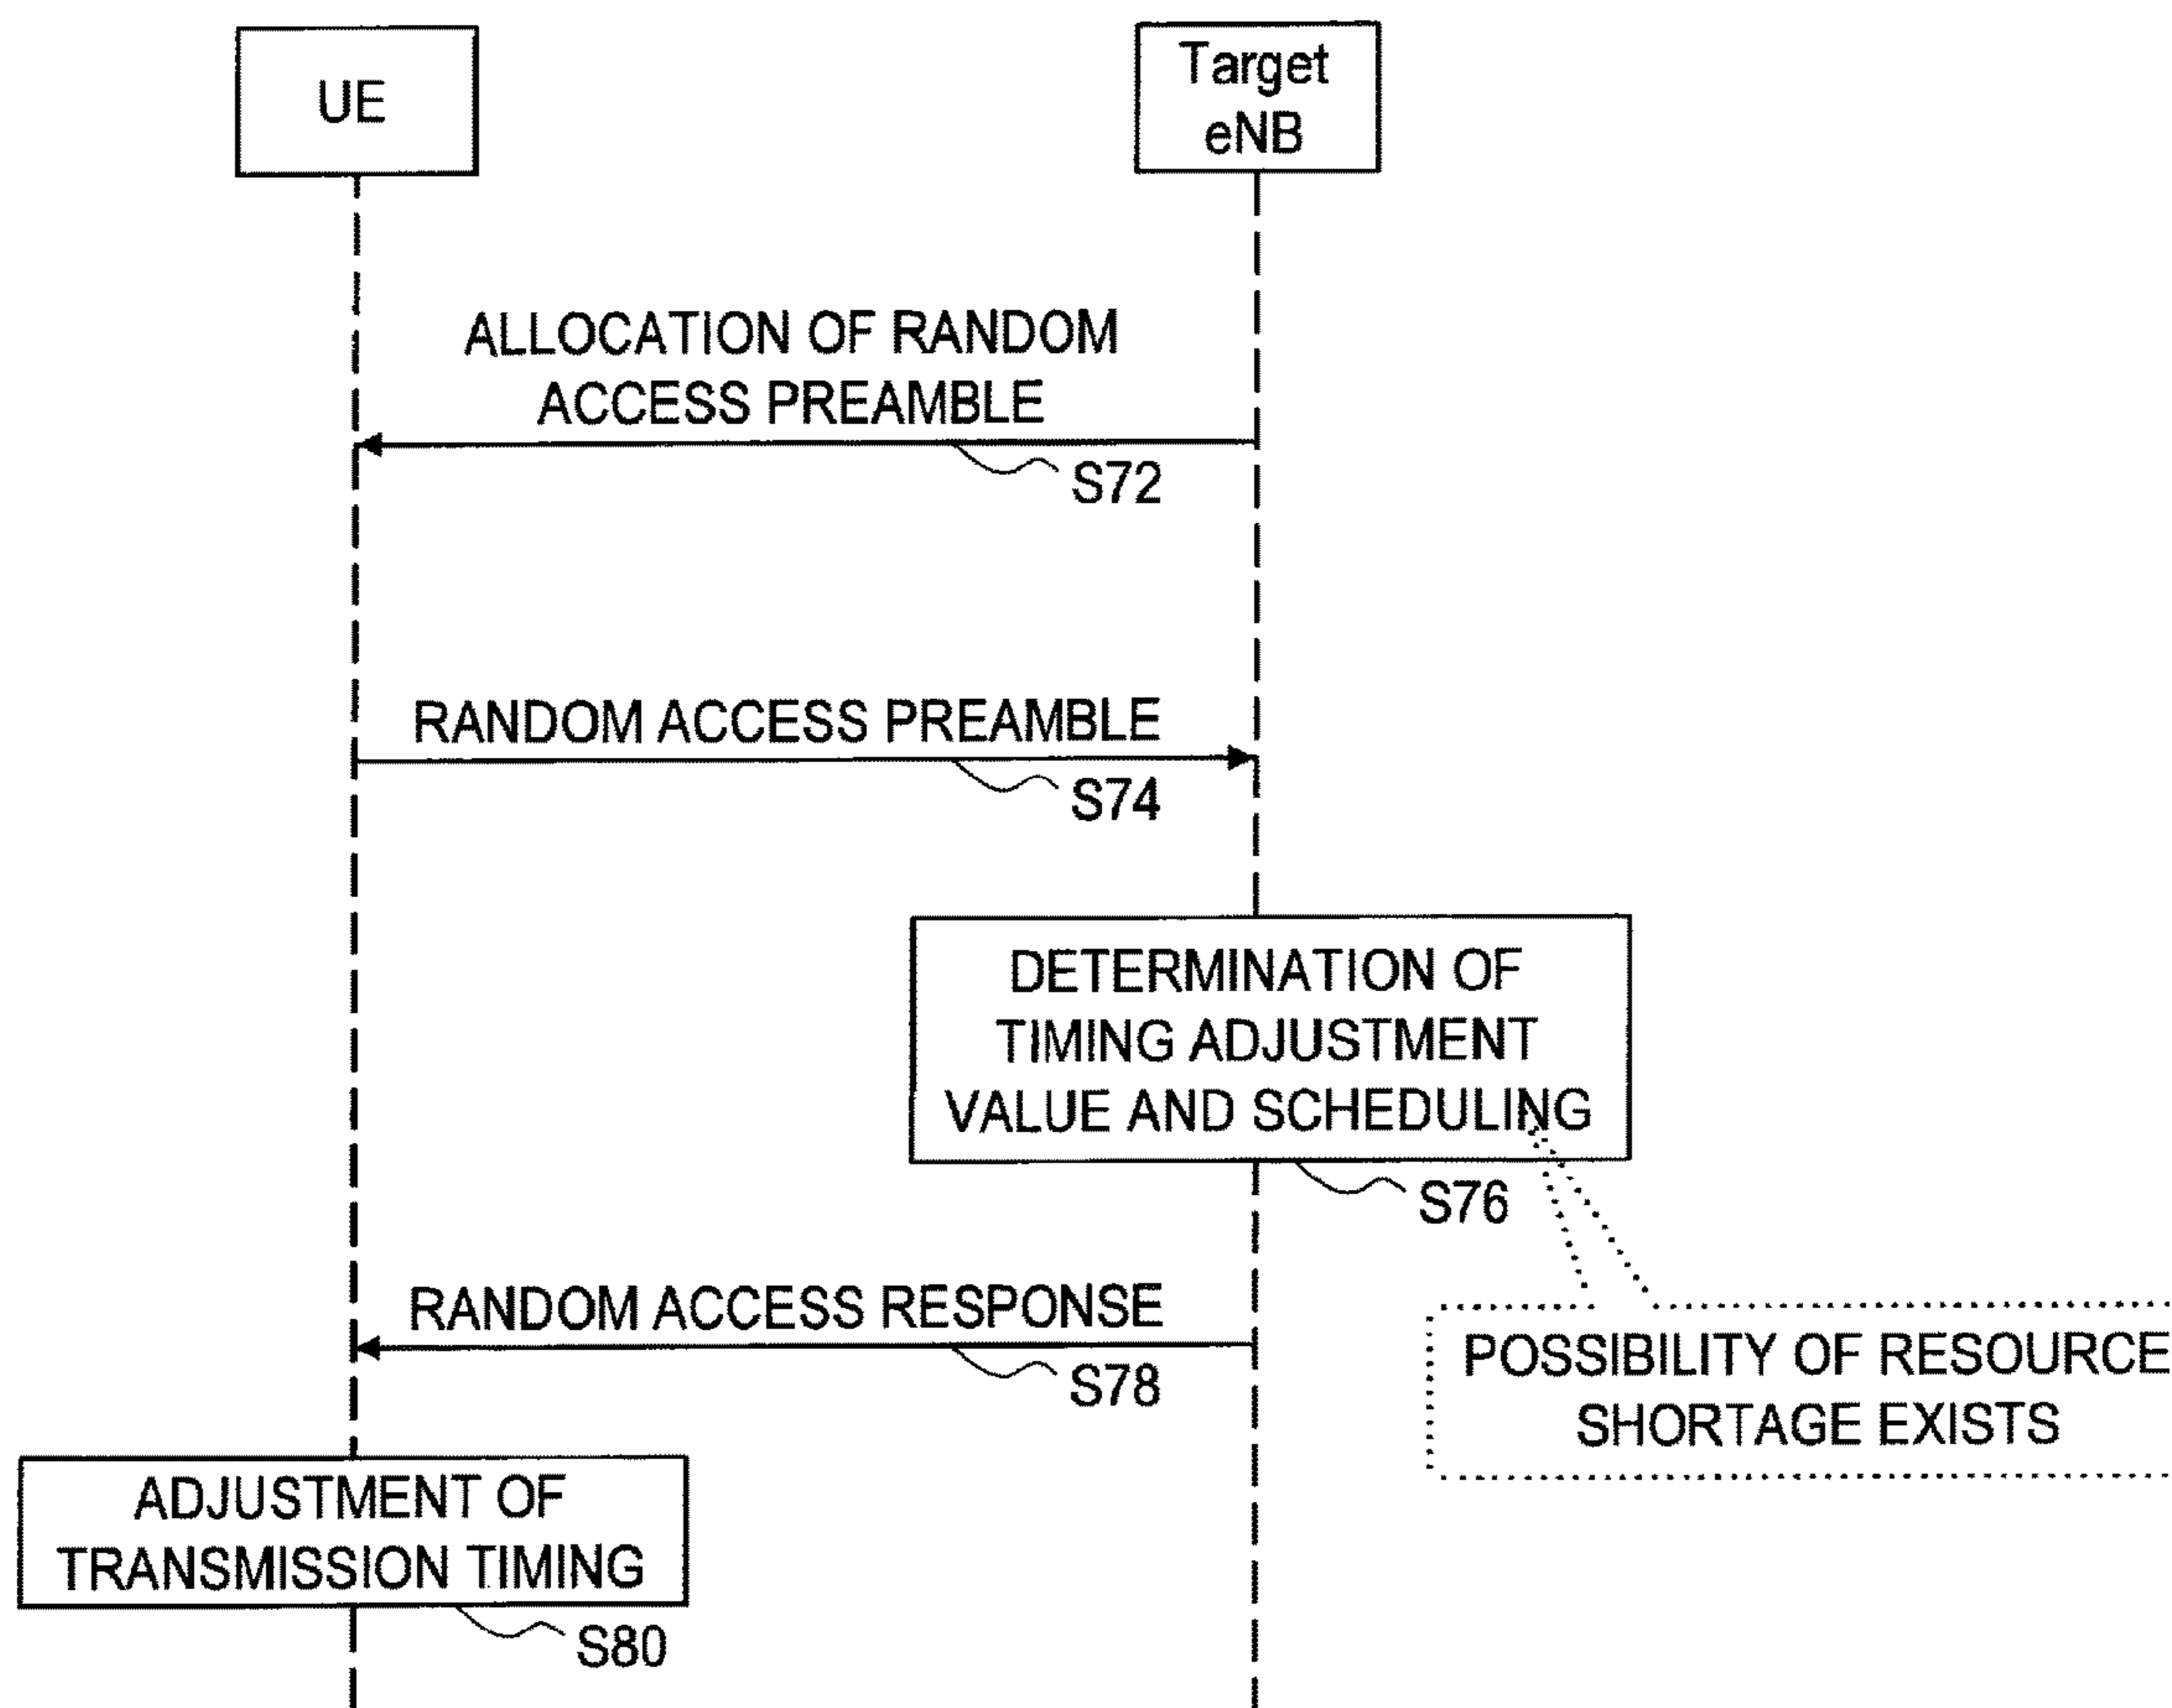 UE
Target
eNB
ALLOCATION OF RANDOM
ACCESS PREAMBLE
S72
RANDOM ACCESS PREAMBLE
S74
DETERMINATION OF
TIMING ADJUSTMENT
VALUE AND SCHEDULING
S76
RANDOM ACCESS RESPONSE
S78
POSSIBILITY OF RESOURCE
SHORTAGE EXISTS
ADJUSTMENT OF
TRANSMISSION TIMING
S80